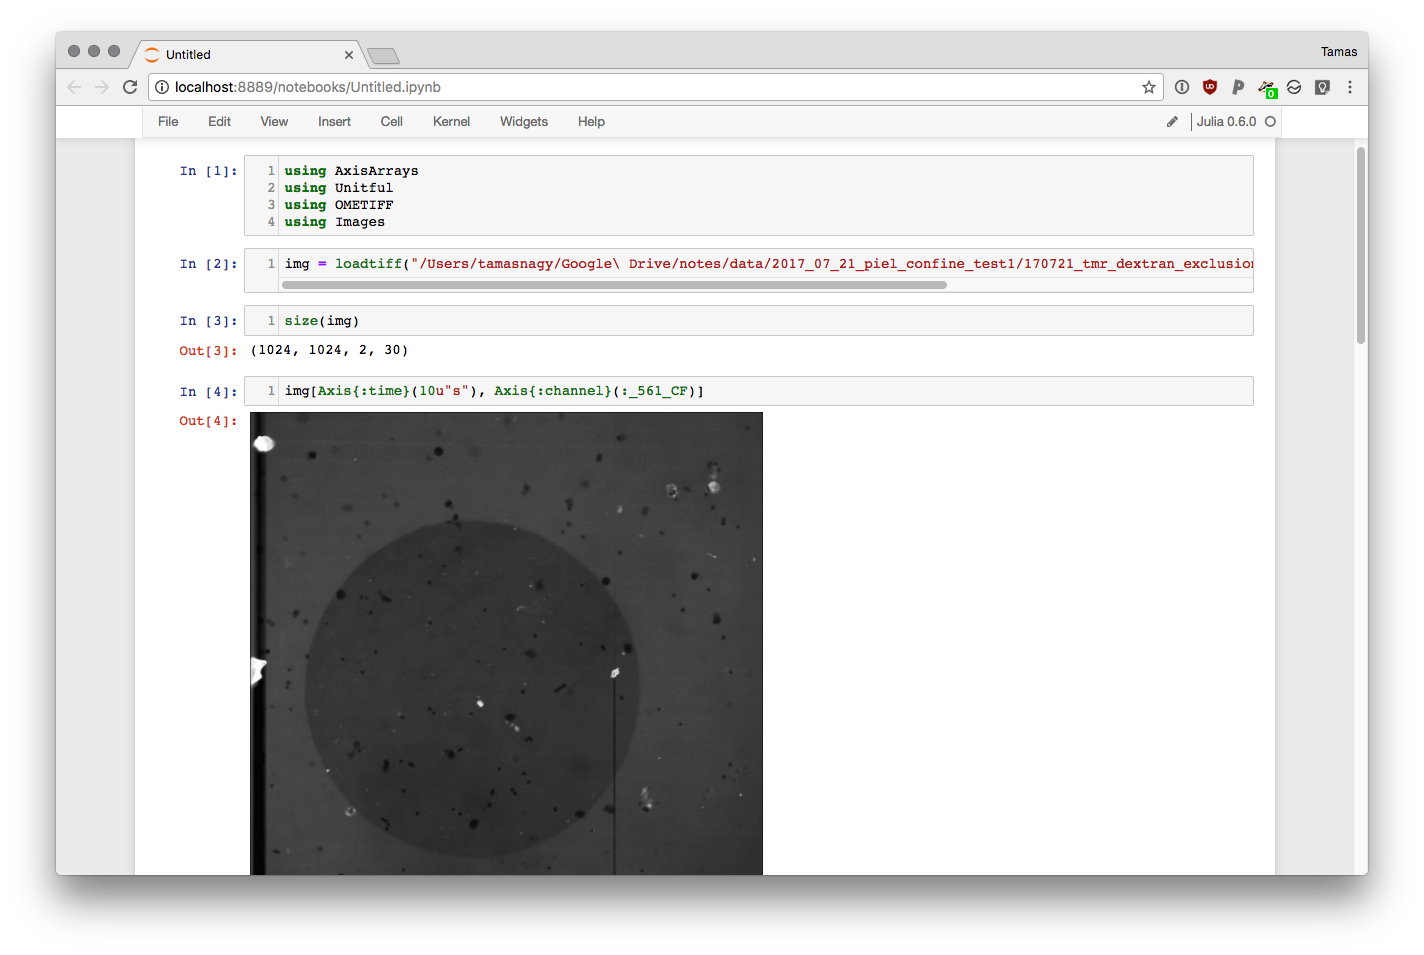 Untitled
Tamas
localhost:8889/notebooks/Untitled.ipynb
0
File Edit View Insert Cell Kernel Widgets Help
Julia 0.6.0
In [1]: 1 using AxisArrays
2 using Unitful
3 using OMETIFF
4 using Images
In [2]: 1 img = loadtiff("/Users/tamasnagy/Google\ Drive/notes/data/2017_07_21_piel_confine_test1/170721_tmr_dextran_exclusion
In [3]: 1 size(img)
Out[3]: (1024, 1024, 2, 30)
In [4]: 1 img[Axis{:time}(10u"s"), Axis{:channel}(:_561_CF)]
Out[4]: